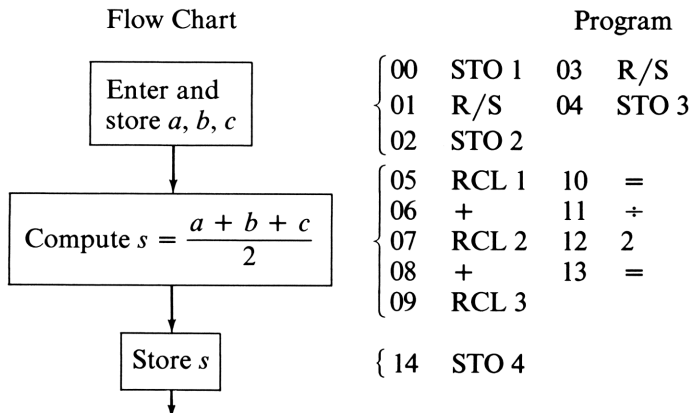 Flow Chart
Program
Enter and
store a, b, c
00 STO 1 03 R/S
01 R/S 04 STO 3
02 STO 2
Compute s = a + b + c / 2
05 RCL 1 10 =
06 + 11 ÷
07 RCL 2 12 2
08 + 13 =
09 RCL 3
Store s
14 STO 4